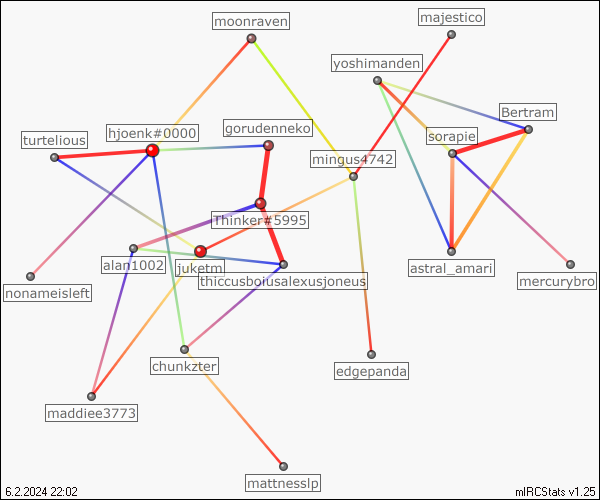 moonraven
majestico
yoshimanden
Bertram
hjoenk#0000
gorudenneko
sorapie
turtelious
mingus4742
Thinker#5995
alan1002
juketm
astral_amari
mercurybro
nonameisleft
thiccusboiusalexusjoneus
chunkzter
edgepanda
maddiee3773
mattnesslp
6.2.2024 22:02
mIRCStats v1.25